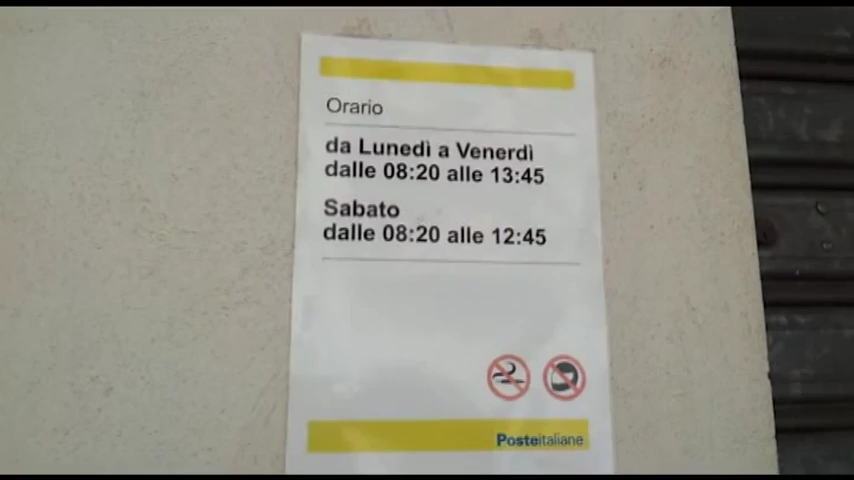 Orario
da Lunedì a Venerdì
dalle 08:20 alle 13:45
Sabato
dalle 08:20 alle 12:45
Posteitaliane